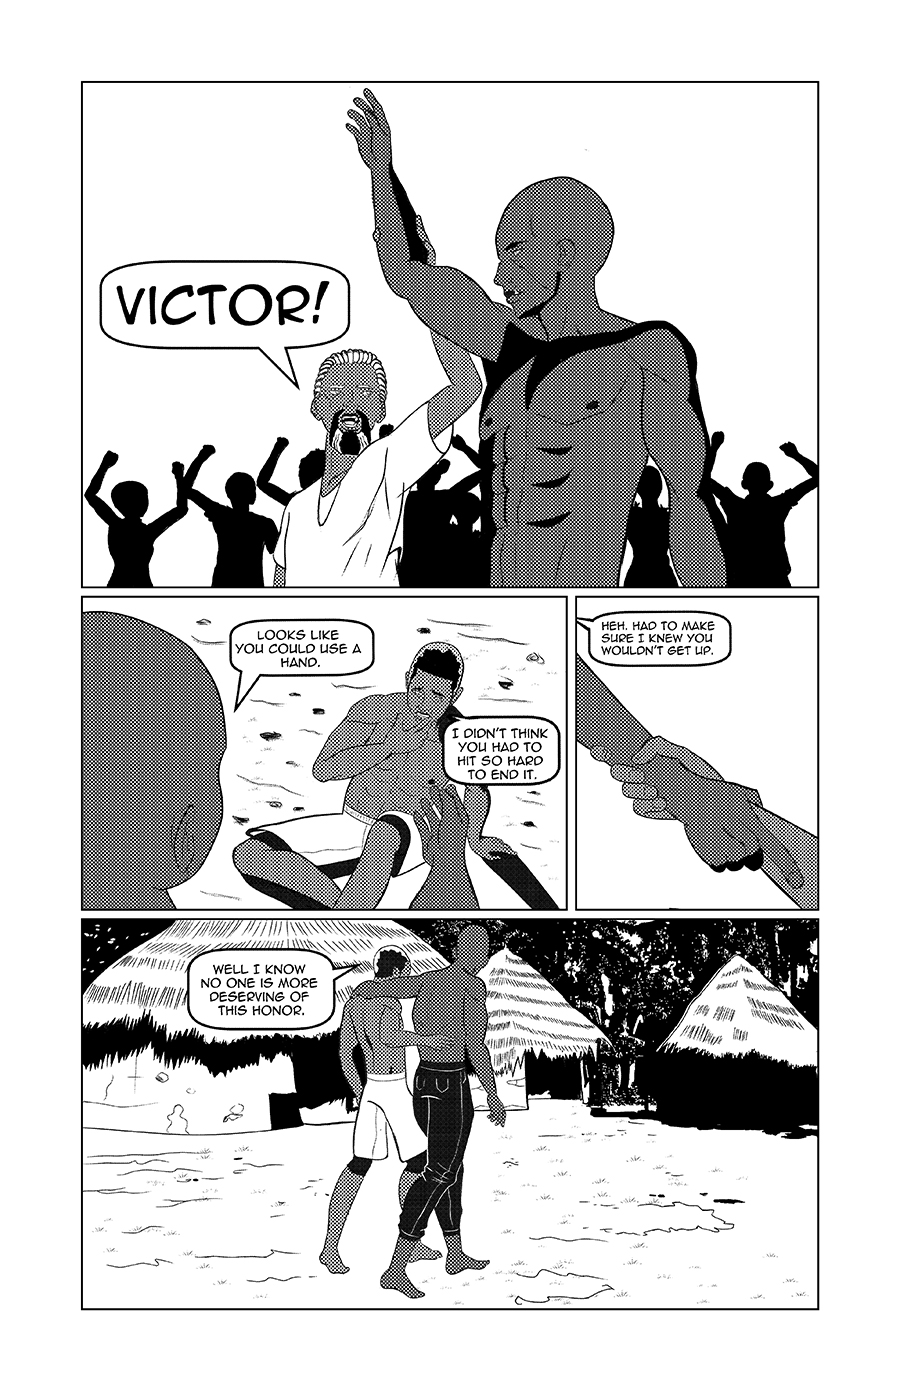 VICTOR!
LOOKS LIKE
YOU COULD USE A
HAND.
I DIDN'T THINK
YOU HAD TO
HIT SO HARD
TO END IT.
HEH. HAD TO MAKE
SURE I KNEW YOU
WOULDN'T GET UP.
WELL I KNOW
NO ONE IS MORE
DESERVING OF
THIS HONOR.